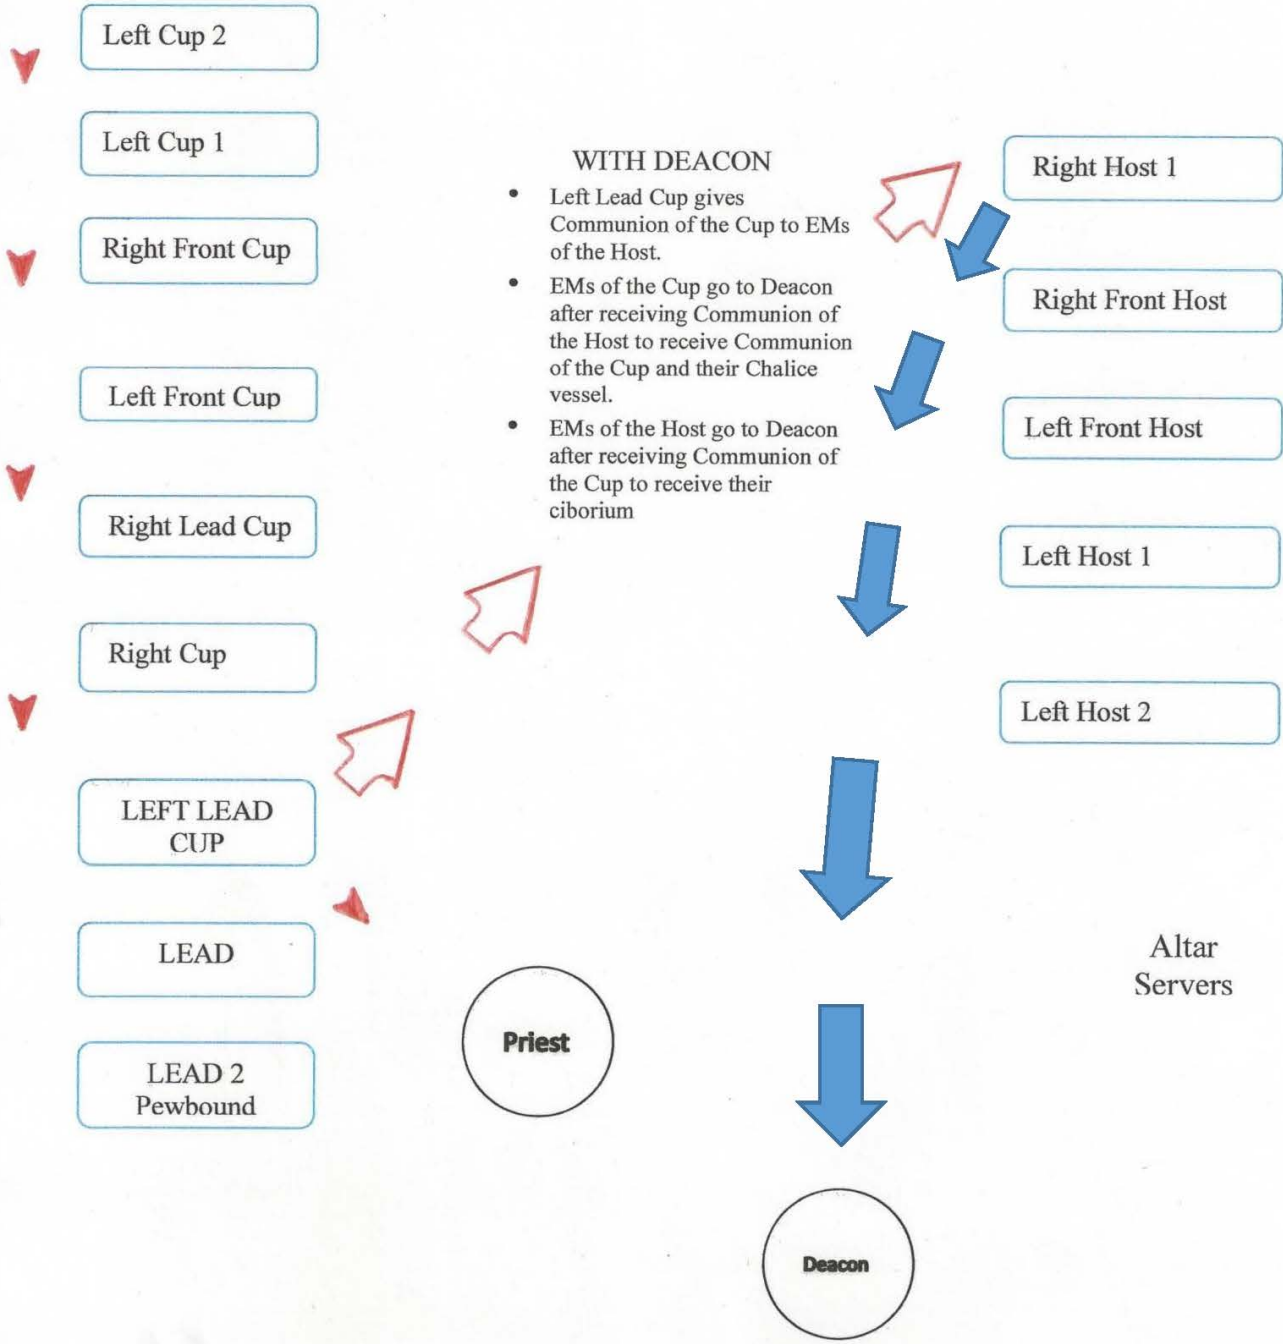 Left Cup 2
Left Cup 1
Right Front Cup
Left Front Cup
Right Lead Cup
Right Cup
LEFT LEAD
CUP
LEAD
LEAD 2
Pewbound
WITH DEACON
• Left Lead Cup gives
Communion of the Cup to EMs
of the Host.
• EMs of the Cup go to Deacon
after receiving Communion of
the Host to receive Communion
of the Cup and their Chalice
vessel.
• EMs of the Host go to Deacon
after receiving Communion of
the Cup to receive their
ciborium
Right Host 1
Right Front Host
Left Front Host
Left Host 1
Left Host 2
Altar
Servers
Priest
Deacon